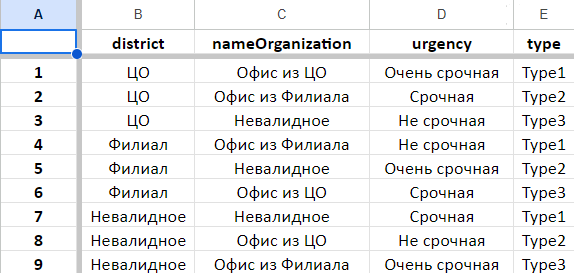 A B C D E
district nameOrganization urgency type
1 ЦО Офис из ЦО Очень срочная Type1
2 ЦО Офис из Филиала Срочная Type2
3 ЦО Невалидное Не срочная Type3
4 Филиал Офис из Филиала Не срочная Type1
5 Филиал Невалидное Очень срочная Type2
6 Филиал Офис из ЦО Срочная Type3
7 Невалидное Невалидное Срочная Type1
8 Невалидное Офис из ЦО Не срочная Type2
9 Невалидное Офис из Филиала Очень срочная Type3